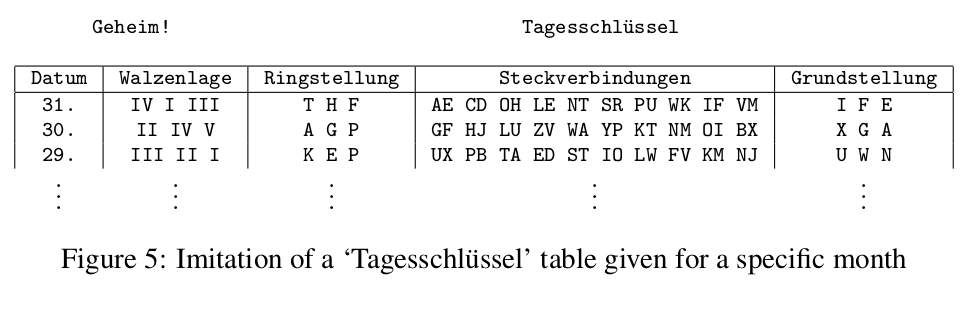 Geheim! Tagesschlüssel
Datum Walzenlage Ringstellung Steckverbindungen Grundstellung
31. IV I III T H F AE CD OH LE NT SR PU WK IF VM I F E
30. II IV V A G P GF HJ LU ZV WA YP KT NM OI BX X G A
29. III II I K E P UX PB TA ED ST IO LW FV KM NJ U W N
Figure 5: Imitation of a ‘Tagesschlüssel’ table given for a specific month